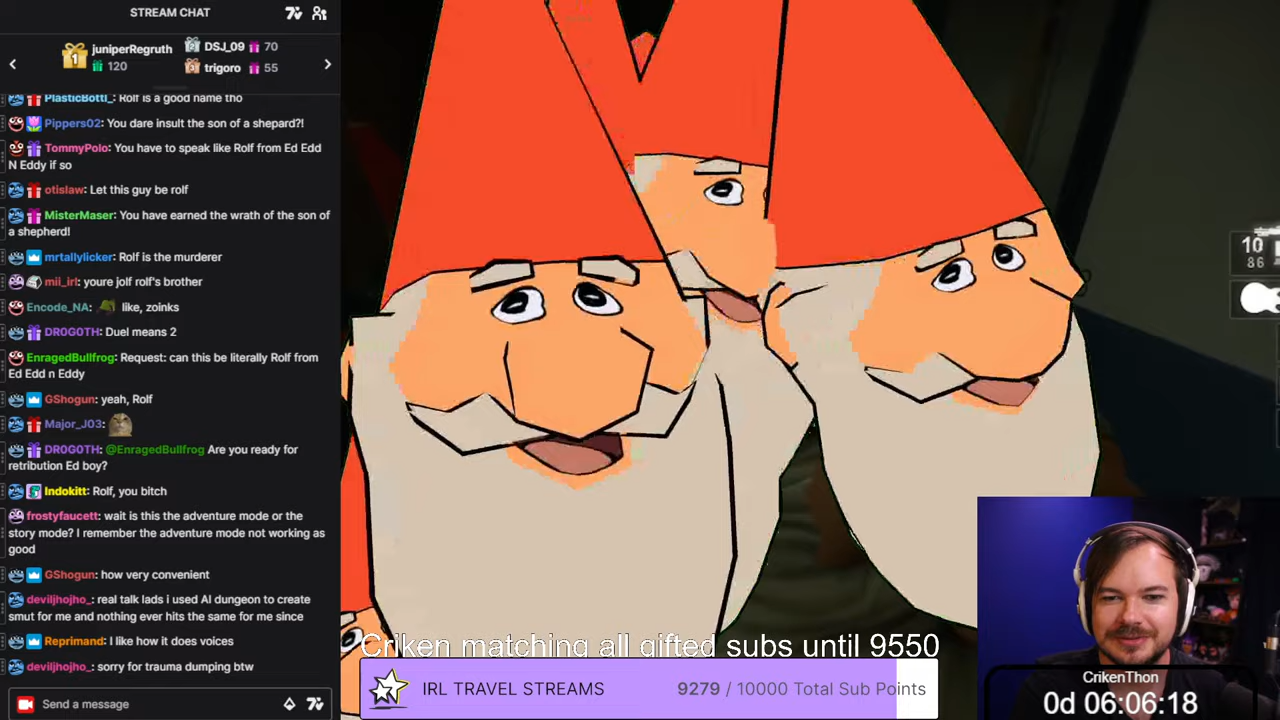 STREAM CHAT
juniperRegruth
120
DSJ_09 70
trigoro 55
PlasticBottl_: Rolf is a good name tho
Pippers02: You dare insult the son of a shepard?!
TommyPolo: You have to speak like Rolf from Ed Edd
N Eddy if so
otislaw: Let this guy be rolf
MisterMaser: You have earned the wrath of the son of
a shepherd!
mrtallylicker: Rolf is the murderer
mii_irl: youre jolf rolf's brother
Encode_NA: like, zoinks
DR0G0TH: Duel means 2
EnragedBullfrog: Request: can this be literally Rolf from
Ed Edd n Eddy
GShogun: yeah, Rolf
Major_J03:
DR0G0TH: @EnragedBullfrog Are you ready for
retribution Ed boy?
Indokitt: Rolf, you bitch
frostyfaucett: wait is this the adventure mode or the
story mode? I remember the adventure mode not working as
good
GShogun: how very convenient
deviljhojho_: real talk lads i used AI dungeon to create
smut for me and nothing ever hits the same for me since
Reprimand: I like how it does voices
deviljhojho_: sorry for trauma dumping btw
Send a message
10
86
Criken matching all gifted subs until 9550
IRL TRAVEL STREAMS 9279 / 10000 Total Sub Points
CrikenThon
0d 06:06:18